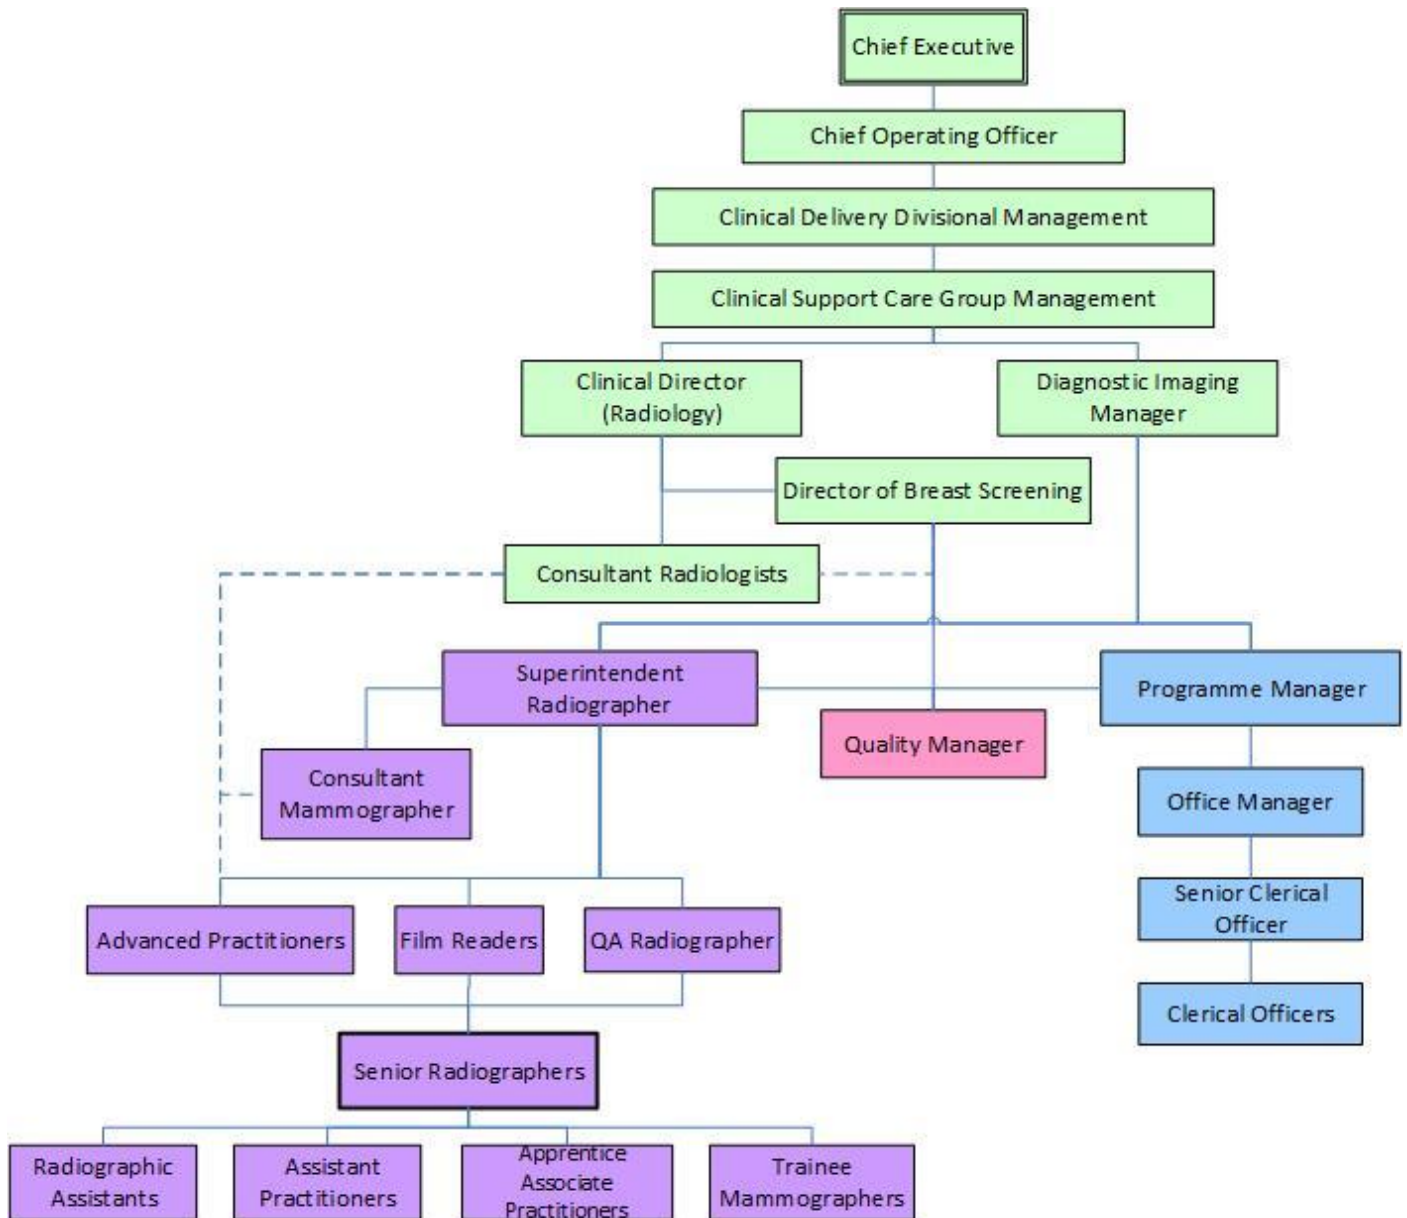 Chief Executive
Chief Operating Officer
Clinical Delivery Divisional Management
Clinical Support Care Group Management
Clinical Director
(Radiology)
Diagnostic Imaging
Manager
Director of Breast Screening
Consultant Radiologists
Superintendent
Radiographer
Programme Manager
Quality Manager
Consultant
Mammographer
Office Manager
Senior Clerical
Officer
Advanced Practitioners
Film Readers
QA Radiographer
Clerical Officers
Senior Radiographers
Radiographic
Assistants
Assistant
Practitioners
Apprentice
Associate
Practitioners
Trainee
Mammographers